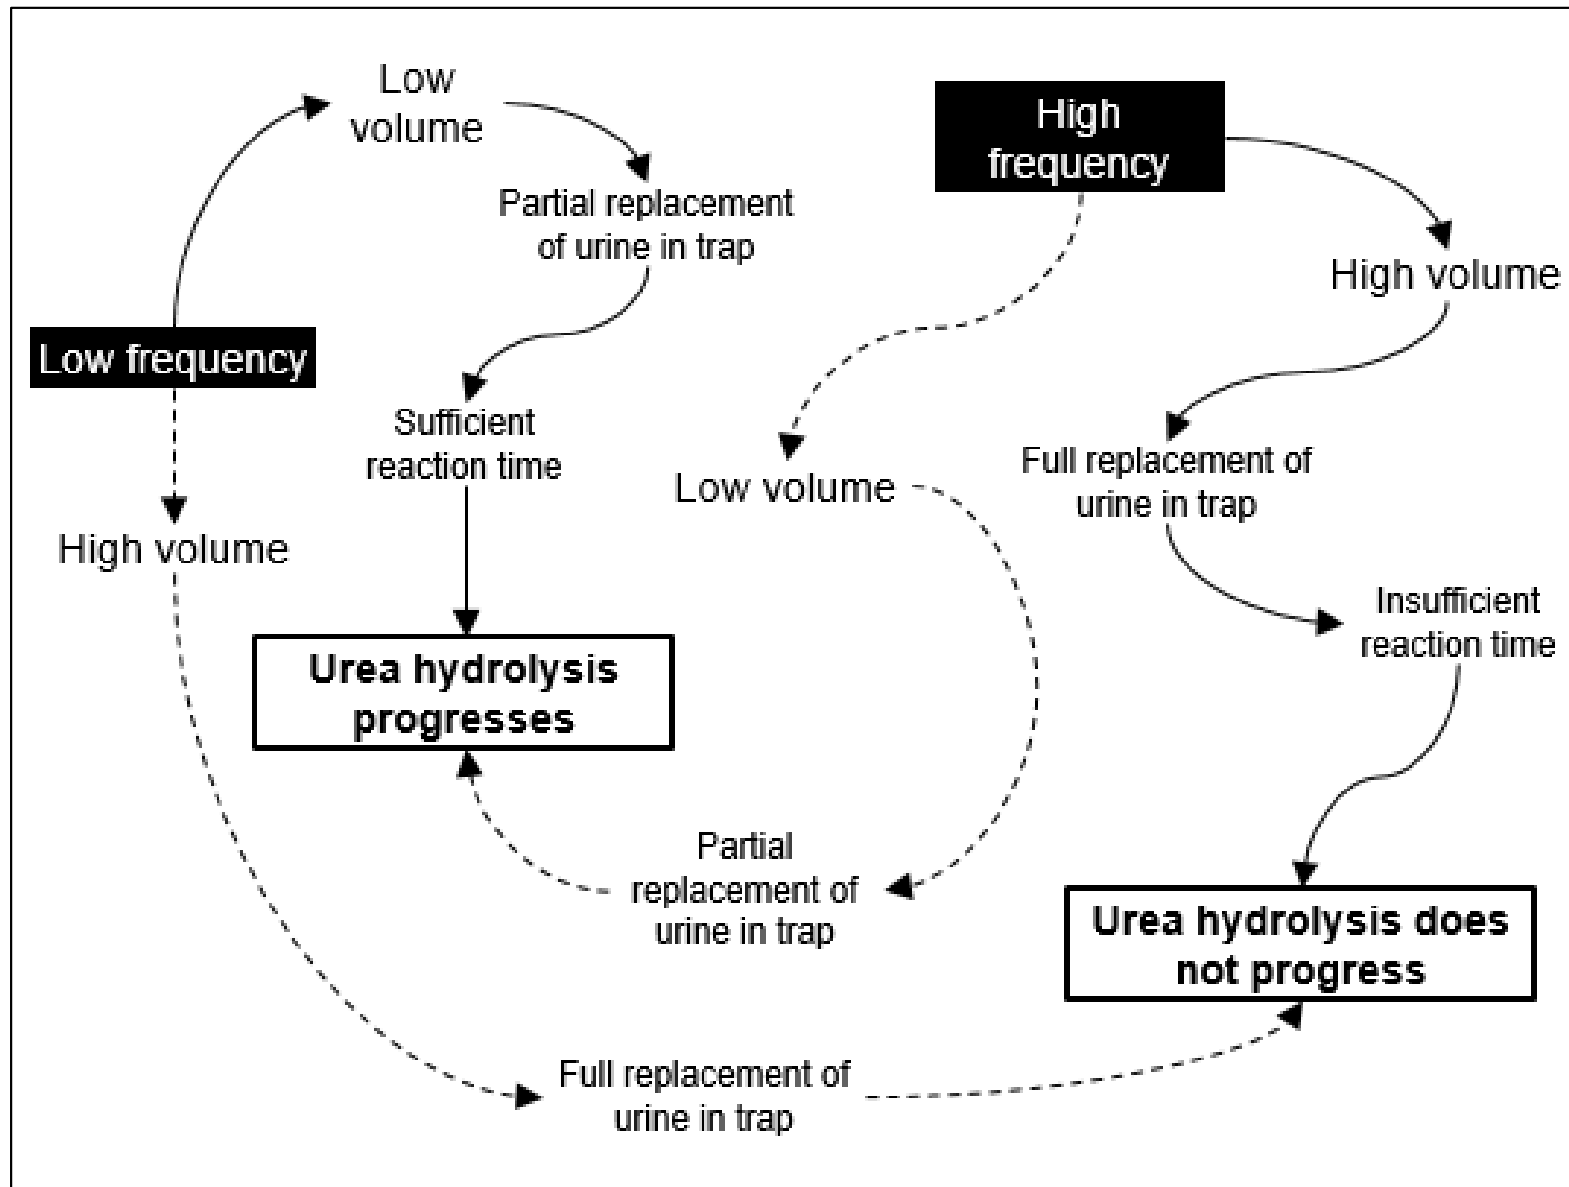 Low
volume
Partial replacement
of urine in trap
Low frequency
Sufficient
reaction time
High volume
Urea hydrolysis
progresses
High
frequency
High volume
Low volume
Full replacement of
urine in trap
Insufficient
reaction time
Partial
replacement of
urine in trap
Urea hydrolysis does
not progress
Full replacement of
urine in trap